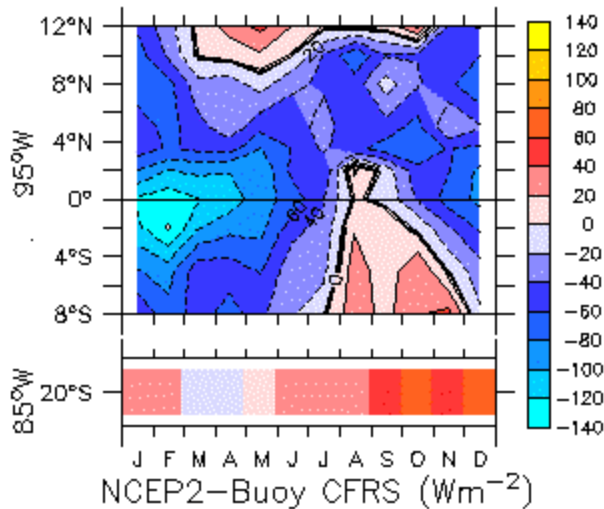 12°N
8°N
4°N
0°
4°S
8°S
95°W
20
60
40
0
140
120
100
80
60
40
20
0
−20
−40
−60
−80
−100
−120
−140
85°W
20°S
J F M A M J J A S O N D
NCEP2−Buoy CFRS (Wm−2)